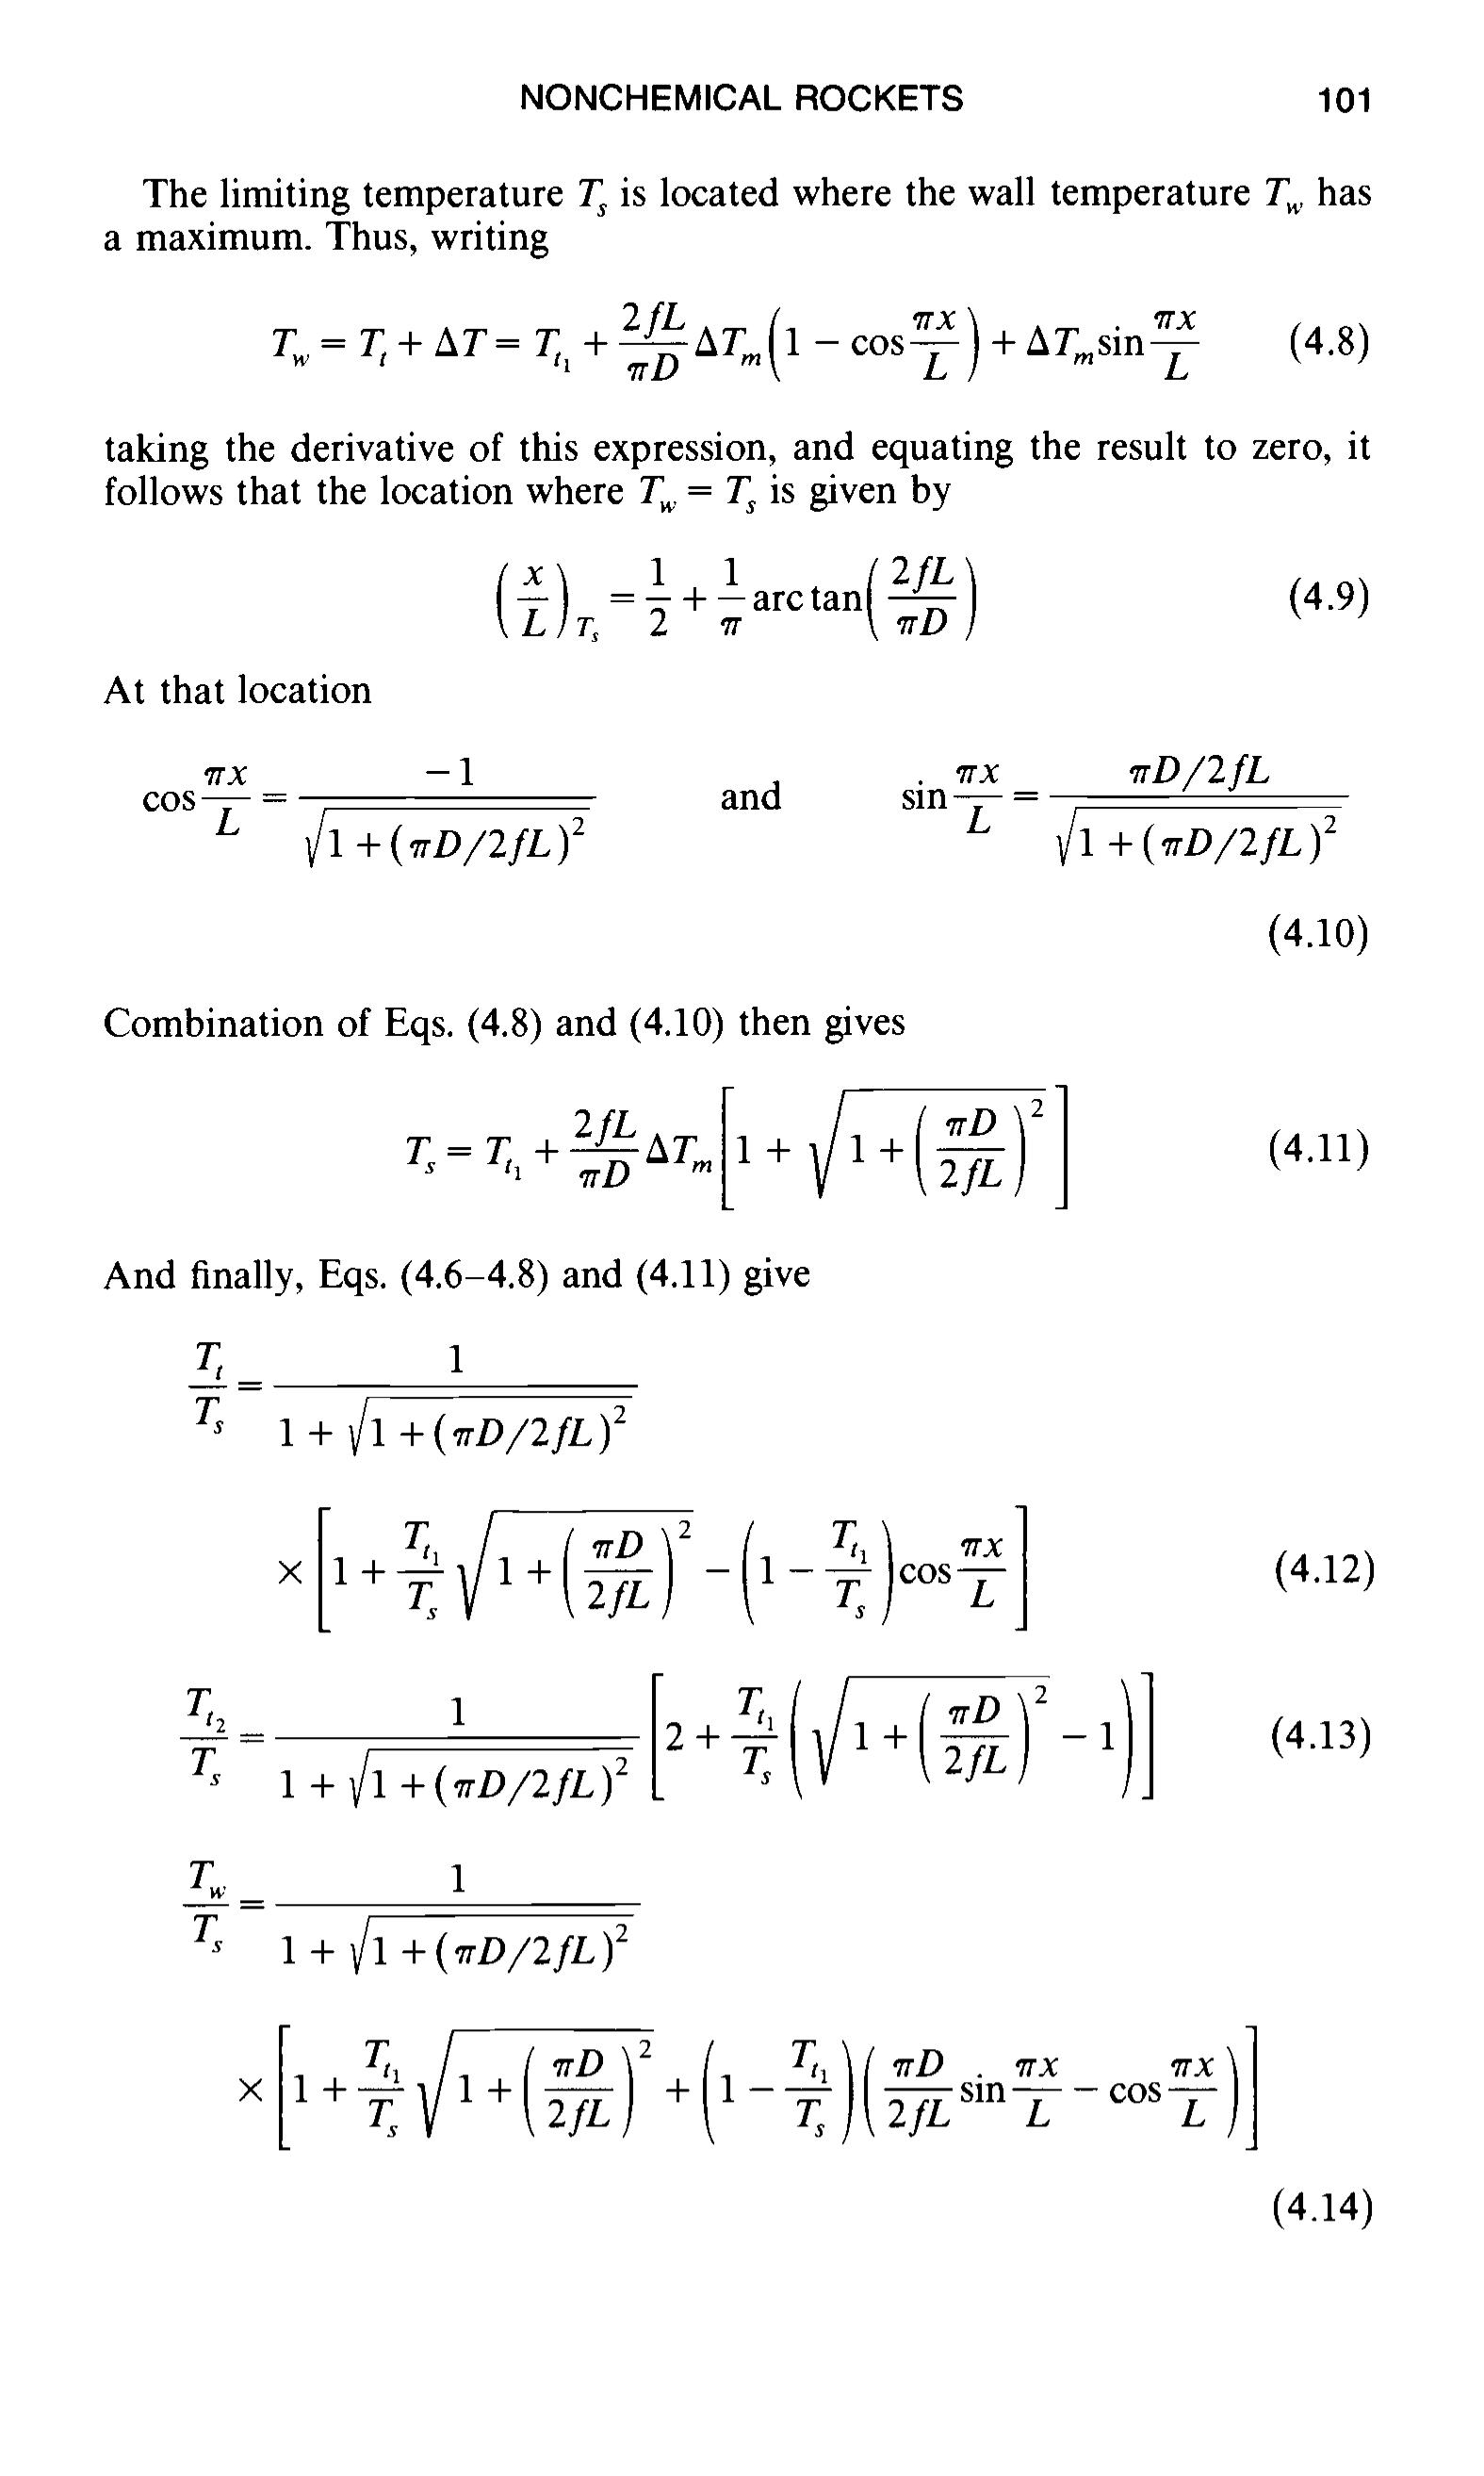 NONCHEMICAL ROCKETS 101
The limiting temperature $T_s$ is located where the wall temperature $T_w$ has
a maximum. Thus, writing
$$T_w = T_t + \Delta T = T_{t_1} + \frac{2fL}{\pi D} \Delta T_m \left(1 - \cos\frac{\pi x}{L}\right) + \Delta T_m \sin\frac{\pi x}{L} \quad (4.8)$$
taking the derivative of this expression, and equating the result to zero, it
follows that the location where $T_w = T_s$ is given by
$$\left(\frac{x}{L}\right)_{T_s} = \frac{1}{2} + \frac{1}{\pi} \arctan\left(\frac{2fL}{\pi D}\right) \quad (4.9)$$
At that location
$$\cos\frac{\pi x}{L} = \frac{-1}{\sqrt{1 + (\pi D/2fL)^2}} \quad \text{and} \quad \sin\frac{\pi x}{L} = \frac{\pi D/2fL}{\sqrt{1 + (\pi D/2fL)^2}}$$
(4.10)
Combination of Eqs. (4.8) and (4.10) then gives
$$T_s = T_{t_1} + \frac{2fL}{\pi D} \Delta T_m \left[1 + \sqrt{1 + \left(\frac{\pi D}{2fL}\right)^2}\right] \quad (4.11)$$
And finally, Eqs. (4.6–4.8) and (4.11) give
$$\frac{T_t}{T_s} = \frac{1}{1 + \sqrt{1 + (\pi D/2fL)^2}}$$
$$\times \left[1 + \frac{T_{t_1}}{T_s} \sqrt{1 + \left(\frac{\pi D}{2fL}\right)^2} - \left(1 - \frac{T_{t_1}}{T_s}\right) \cos\frac{\pi x}{L}\right] \quad (4.12)$$
$$\frac{T_{t_2}}{T_s} = \frac{1}{1 + \sqrt{1 + (\pi D/2fL)^2}} \left[2 + \frac{T_{t_1}}{T_s} \left(\sqrt{1 + \left(\frac{\pi D}{2fL}\right)^2} - 1\right)\right] \quad (4.13)$$
$$\frac{T_w}{T_s} = \frac{1}{1 + \sqrt{1 + (\pi D/2fL)^2}}$$
$$\times \left[1 + \frac{T_{t_1}}{T_s} \sqrt{1 + \left(\frac{\pi D}{2fL}\right)^2} + \left(1 - \frac{T_{t_1}}{T_s}\right) \left(\frac{\pi D}{2fL} \sin\frac{\pi x}{L} - \cos\frac{\pi x}{L}\right)\right]$$
(4.14)